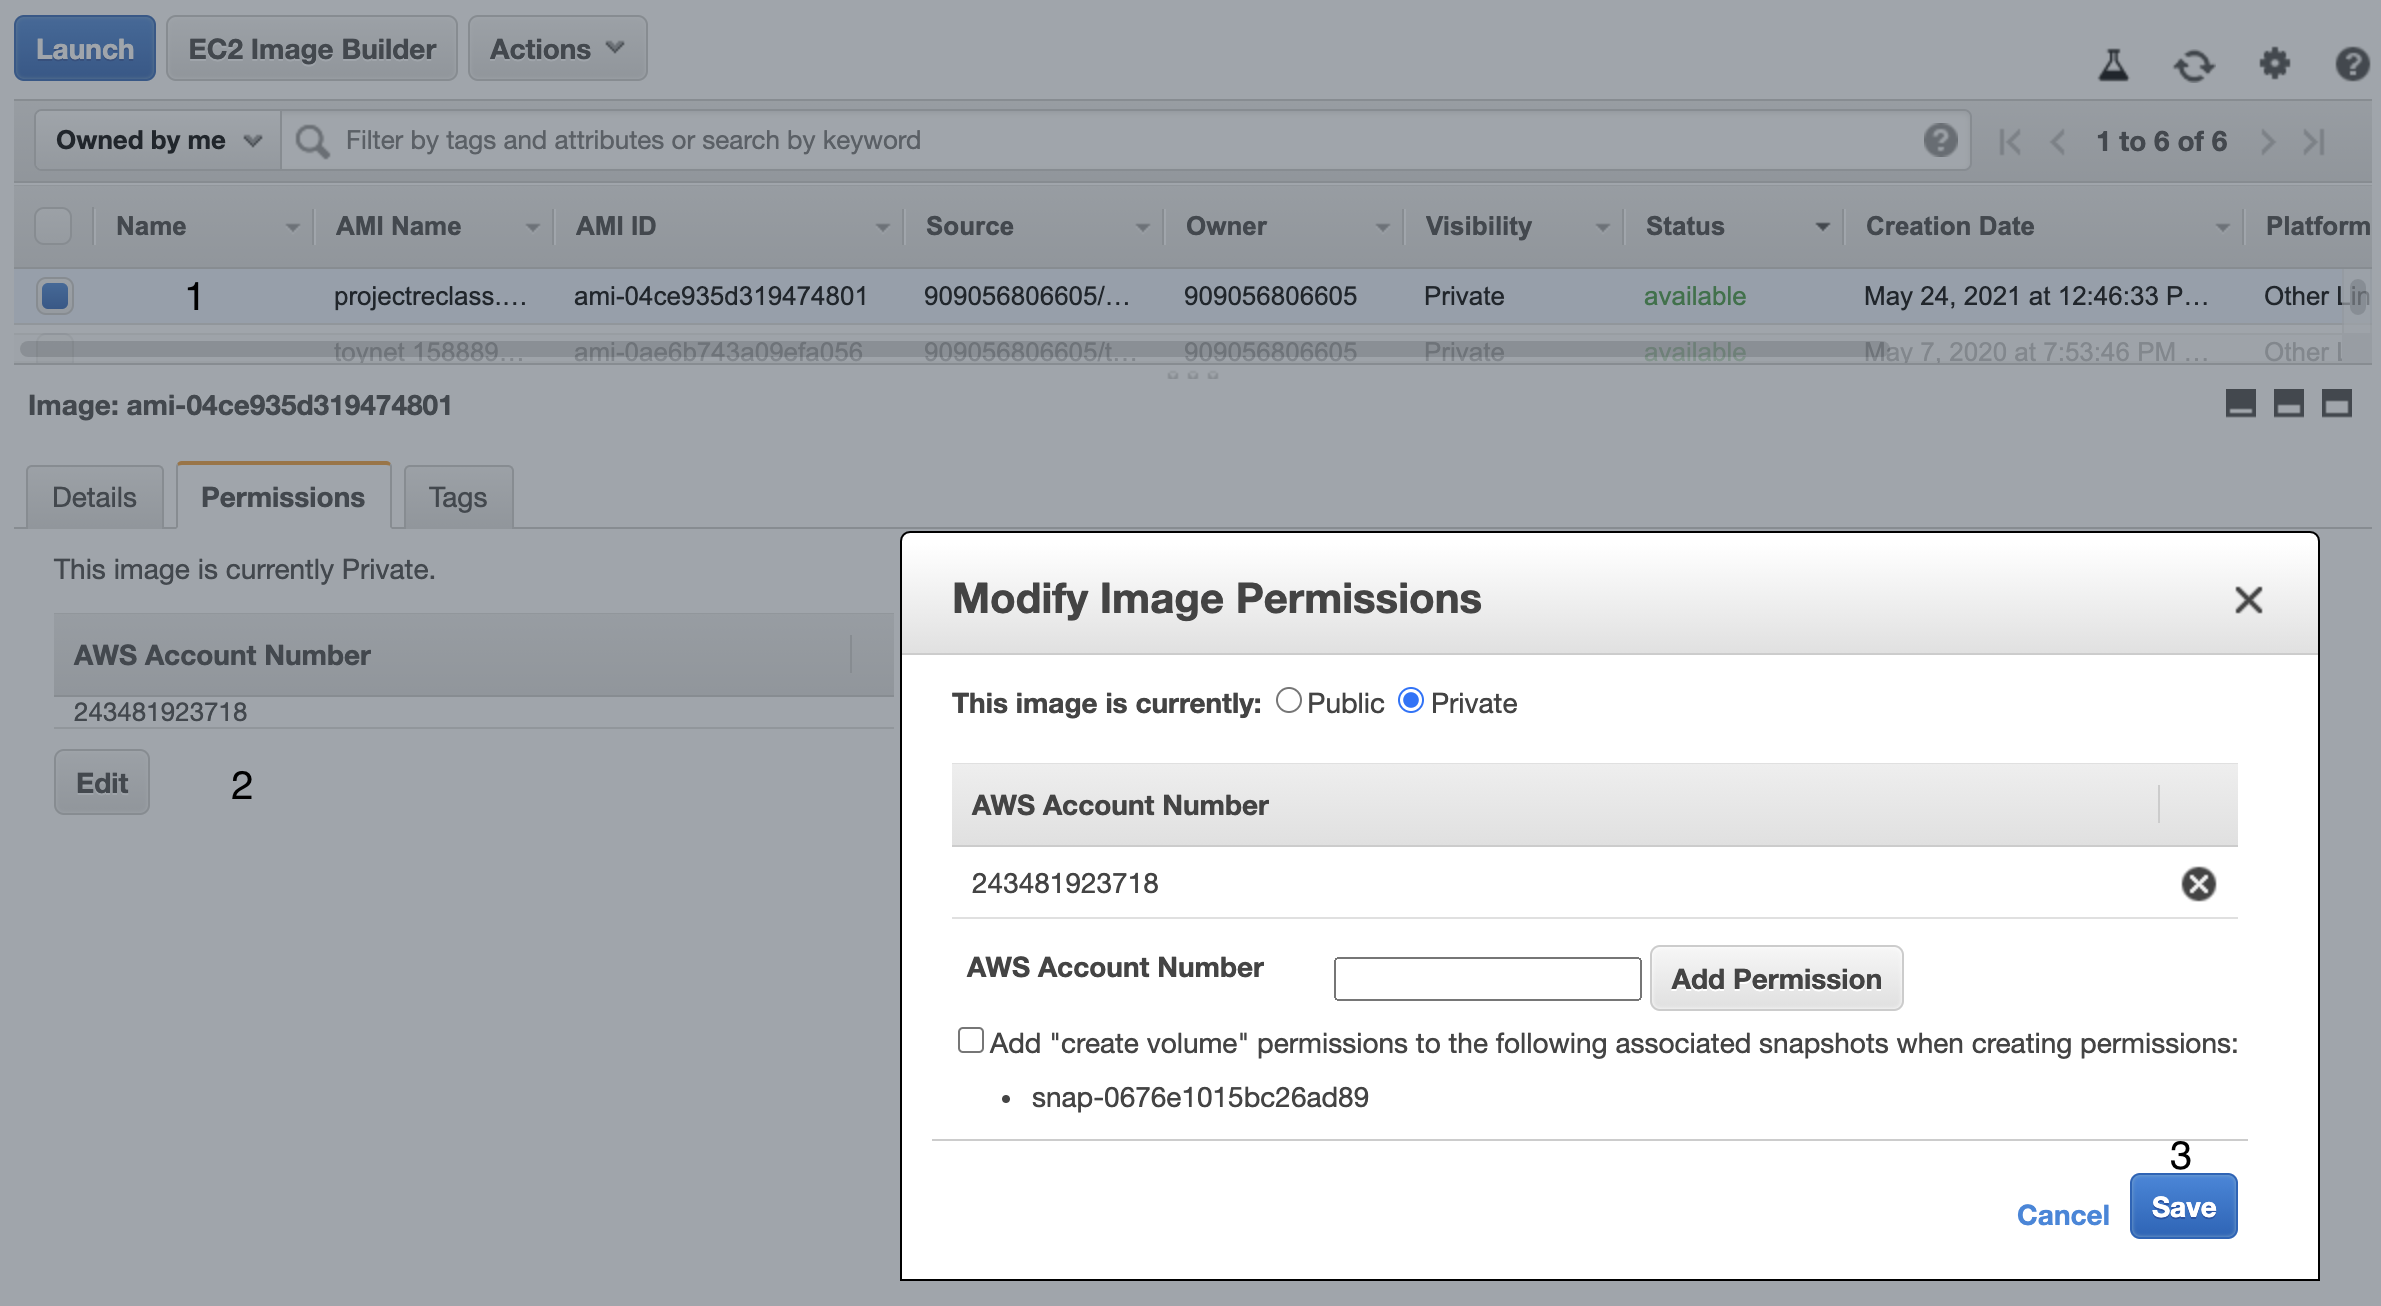 Launch EC2 Image Builder Actions
Owned by me Filter by tags and attributes or search by keyword 1 to 6 of 6
Name AMI Name AMI ID Source Owner Visibility Status Creation Date Platform
1 projectreclass.... ami-04ce935d319474801 909056806605/... 909056806605 Private available May 24, 2021 at 12:46:33 P... Other Lin
toynet 158889... ami-0ae6b743a09efa056 909056806605/t... 909056806605 Private available May 7, 2020 at 7:53:46 PM ... Other L
Image: ami-04ce935d319474801
Details Permissions Tags
This image is currently Private.
AWS Account Number
243481923718
Edit 2
Modify Image Permissions
This image is currently: Public Private
AWS Account Number
243481923718
AWS Account Number Add Permission
Add "create volume" permissions to the following associated snapshots when creating permissions:
• snap-0676e1015bc26ad89
3
Cancel Save